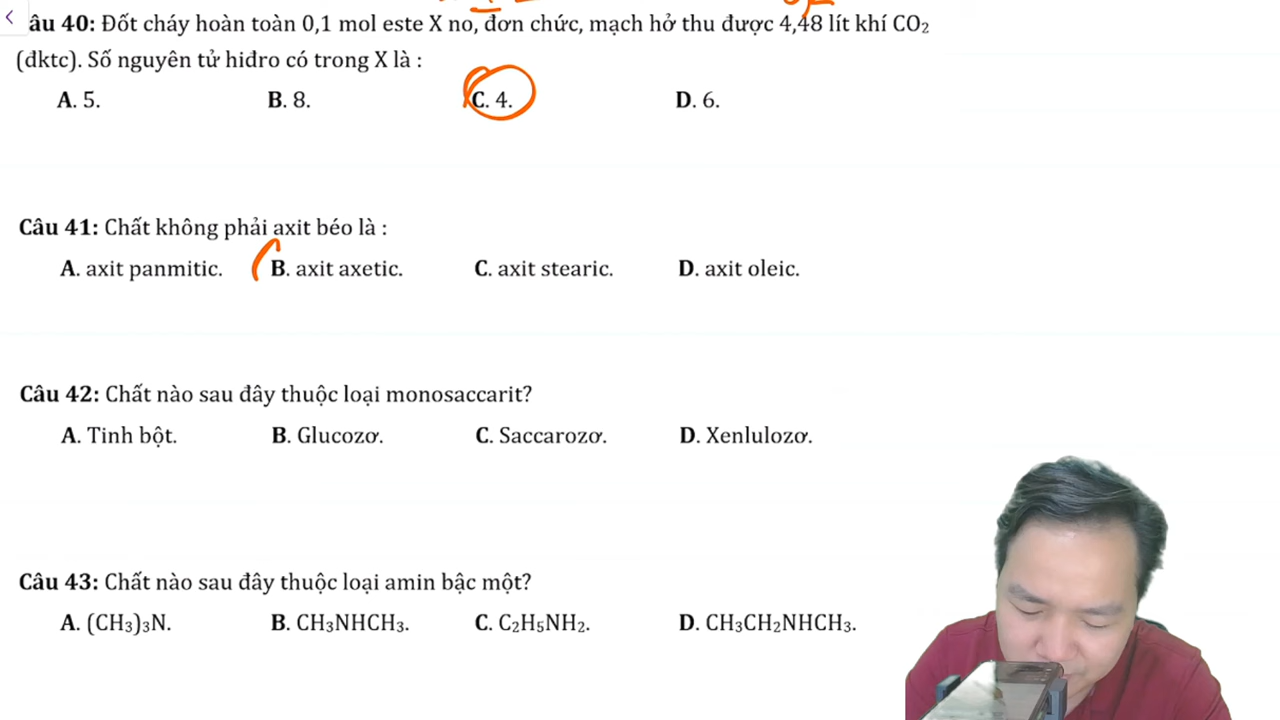 âu 40: Đốt cháy hoàn toàn 0,1 mol este X no, đơn chức, mạch hở thu được 4,48 lít khí CO₂
(đktc). Số nguyên tử hiđro có trong X là :
A. 5. B. 8. C. 4. D. 6.
Câu 41: Chất không phải axit béo là :
A. axit panmitic. B. axit axetic. C. axit stearic. D. axit oleic.
Câu 42: Chất nào sau đây thuộc loại monosaccarit?
A. Tinh bột. B. Glucozơ. C. Saccarozơ. D. Xenlulozơ.
Câu 43: Chất nào sau đây thuộc loại amin bậc một?
A. (CH₃)₃N. B. CH₃NHCH₃. C. C₂H₅NH₂. D. CH₃CH₂NHCH₃.